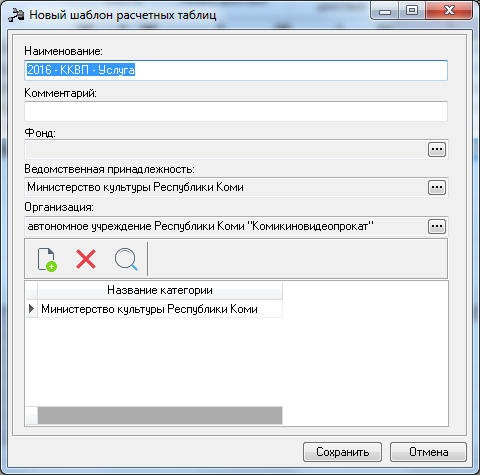 Новый шаблон расчетных таблиц
Наименование:
2016 - ККВП - Услуга
Комментарий:
Фонд:
Ведомственная принадлежность:
Министерство культуры Республики Коми
Организация:
автономное учреждение Республики Коми "Комикиновидеопрокат"
Название категории
Министерство культуры Республики Коми
Сохранить Отмена